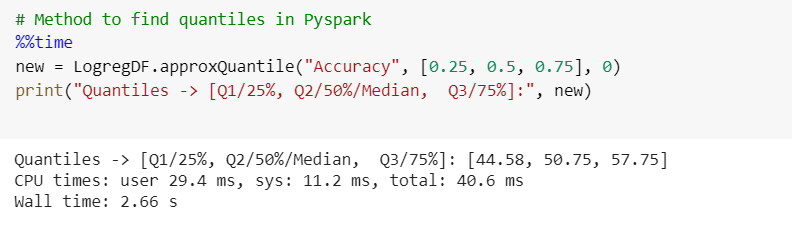 # Method to find quantiles in Pyspark
%%time
new = LogregDF.approxQuantile("Accuracy", [0.25, 0.5, 0.75], 0)
print("Quantiles -> [Q1/25%, Q2/50%/Median,  Q3/75%]:", new)
Quantiles -> [Q1/25%, Q2/50%/Median,  Q3/75%]: [44.58, 50.75, 57.75]
CPU times: user 29.4 ms, sys: 11.2 ms, total: 40.6 ms
Wall time: 2.66 s